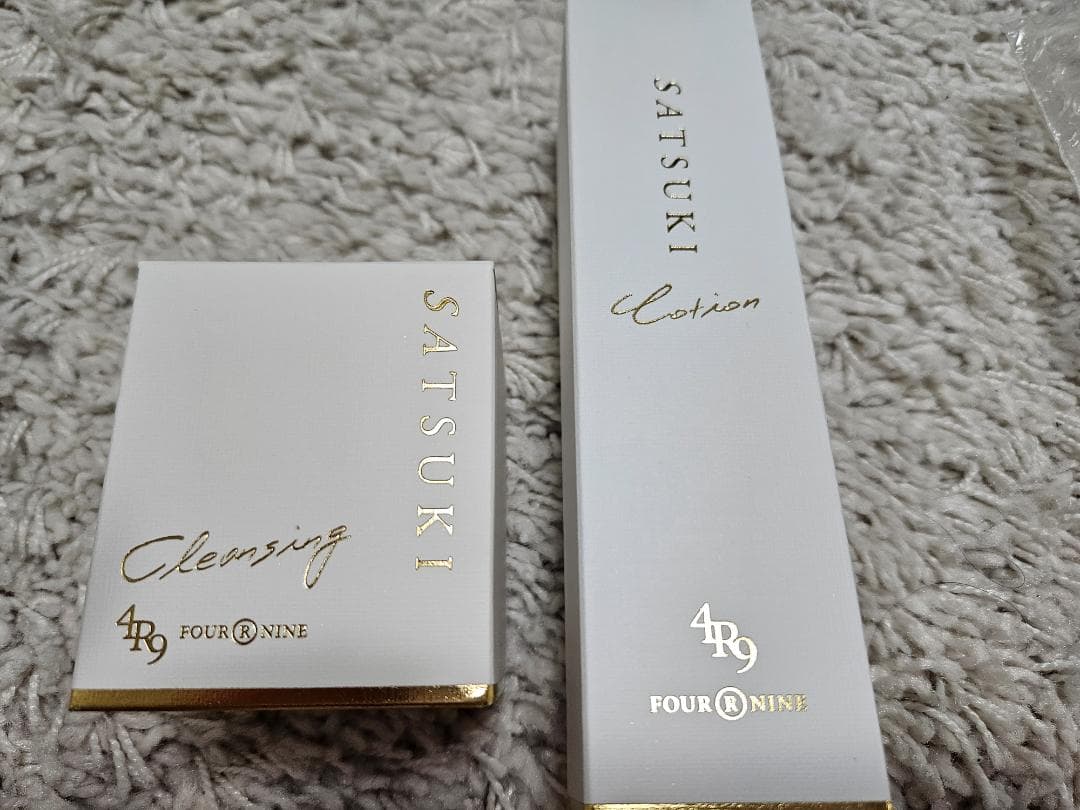 SATSUKI
Cleansing
4R9 FOUR R NINE
SATSUKI
Lotion
4R9
FOUR R NINE